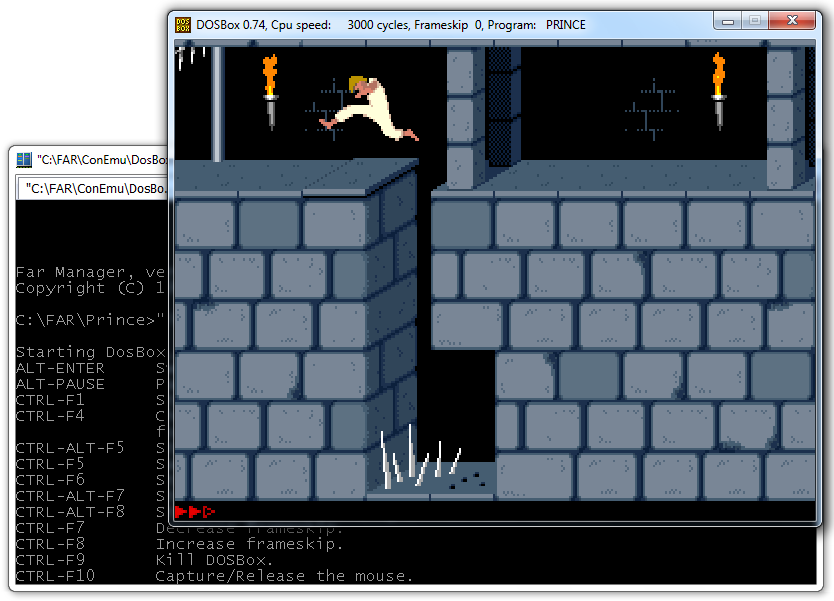 DOS
BOX
DOSBox 0.74, Cpu speed: 3000 cycles, Frameskip 0, Program: PRINCE
"C:\FAR\ConEmu\DosBo
"C:\FAR\ConEmu\DosBo.
Far Manager, ve
Copyright (C) 1
C:\FAR\Prince>"
Starting DosBox
ALT-ENTER S
ALT-PAUSE P
CTRL-F1 S
CTRL-F4 C
f
CTRL-ALT-F5 S
CTRL-F5 S
CTRL-F6 S
CTRL-ALT-F7 S
CTRL-ALT-F8 S
CTRL-F7 Decrease frameskip.
CTRL-F8 Increase frameskip.
CTRL-F9 Kill DOSBox.
CTRL-F10 Capture/Release the mouse.